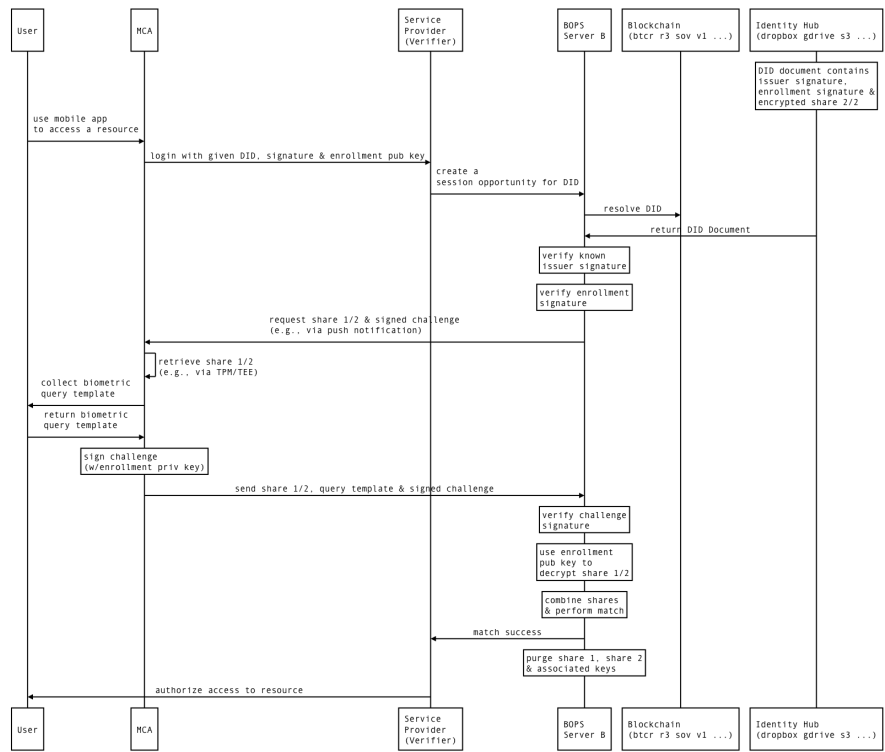 User
MCA
Service
Provider
(Verifier)
BOPS
Server B
Blockchain
(btcr r3 sov v1 ...)
Identity Hub
(dropbox gdrive s3 ...)
DID document contains
issuer signature,
enrollment signature &
encrypted share 2/2
use mobile app
to access a resource
login with given DID, signature & enrollment pub key
create a
session opportunity for DID
resolve DID
return DID Document
verify known
issuer signature
verify enrollment
signature
request share 1/2 & signed challenge
(e.g., via push notification)
retrieve share 1/2
(e.g., via TPM/TEE)
collect biometric
query template
return biometric
query template
sign challenge
(w/enrollment priv key)
send share 1/2, query template & signed challenge
verify challenge
signature
use enrollment
pub key to
decrypt share 1/2
combine shares
& perform match
match success
purge share 1, share 2
& associated keys
authorize access to resource
User
MCA
Service
Provider
(Verifier)
BOPS
Server B
Blockchain
(btcr r3 sov v1 ...)
Identity Hub
(dropbox gdrive s3 ...)